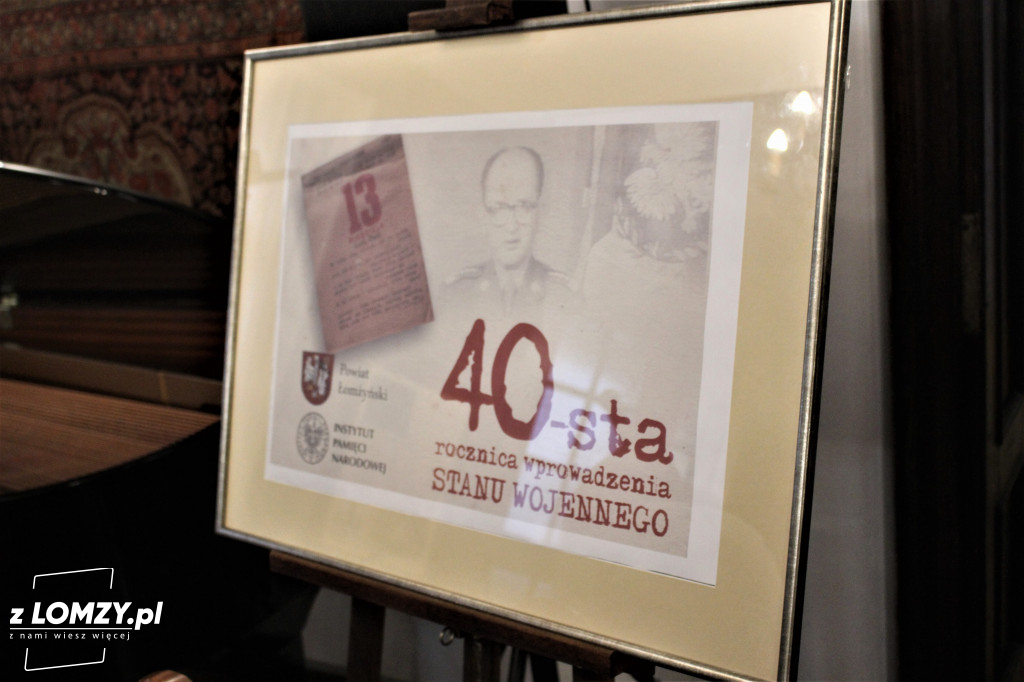 13
Powiat
Łomżyński
INSTYTUT
PAMIĘCI
NARODOWEJ
40-sta
rocznica wprowadzenia
STANU WOJENNEGO
z LOMZY.pl
z nami wiesz więcej